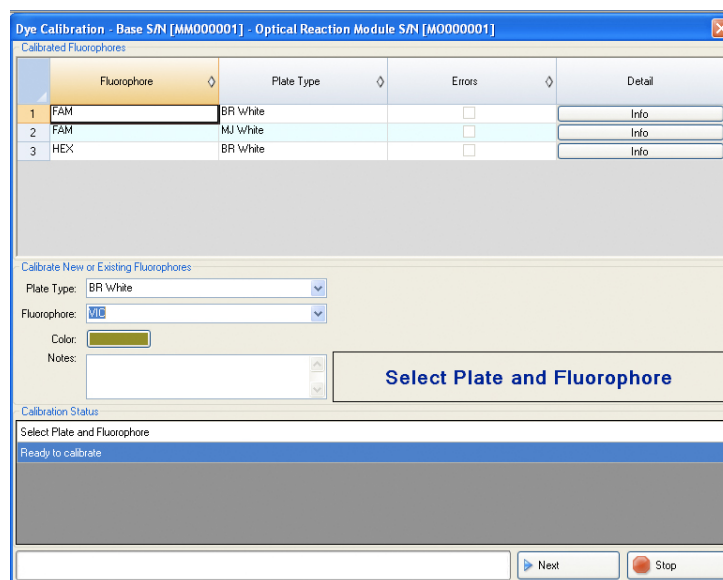 Dye Calibration - Base S/N [MM000001] - Optical Reaction Module S/N [MO000001]
Calibrated Fluorophores
Fluorophore Plate Type Errors Detail
1 FAM BR White Info
2 FAM MJ White Info
3 HEX BR White Info
Calibrate New or Existing Fluorophores
Plate Type: BR White
Fluorophore: VIC
Color:
Notes:
Select Plate and Fluorophore
Calibration Status
Select Plate and Fluorophore
Ready to calibrate
Next Stop